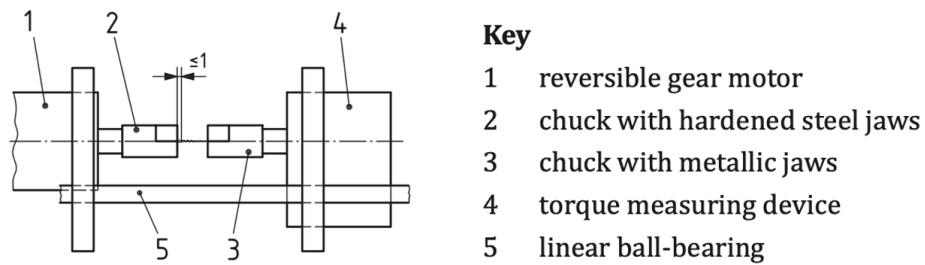 1
2
4
≤1
5
3
Key
1 reversible gear motor
2 chuck with hardened steel jaws
3 chuck with metallic jaws
4 torque measuring device
5 linear ball-bearing